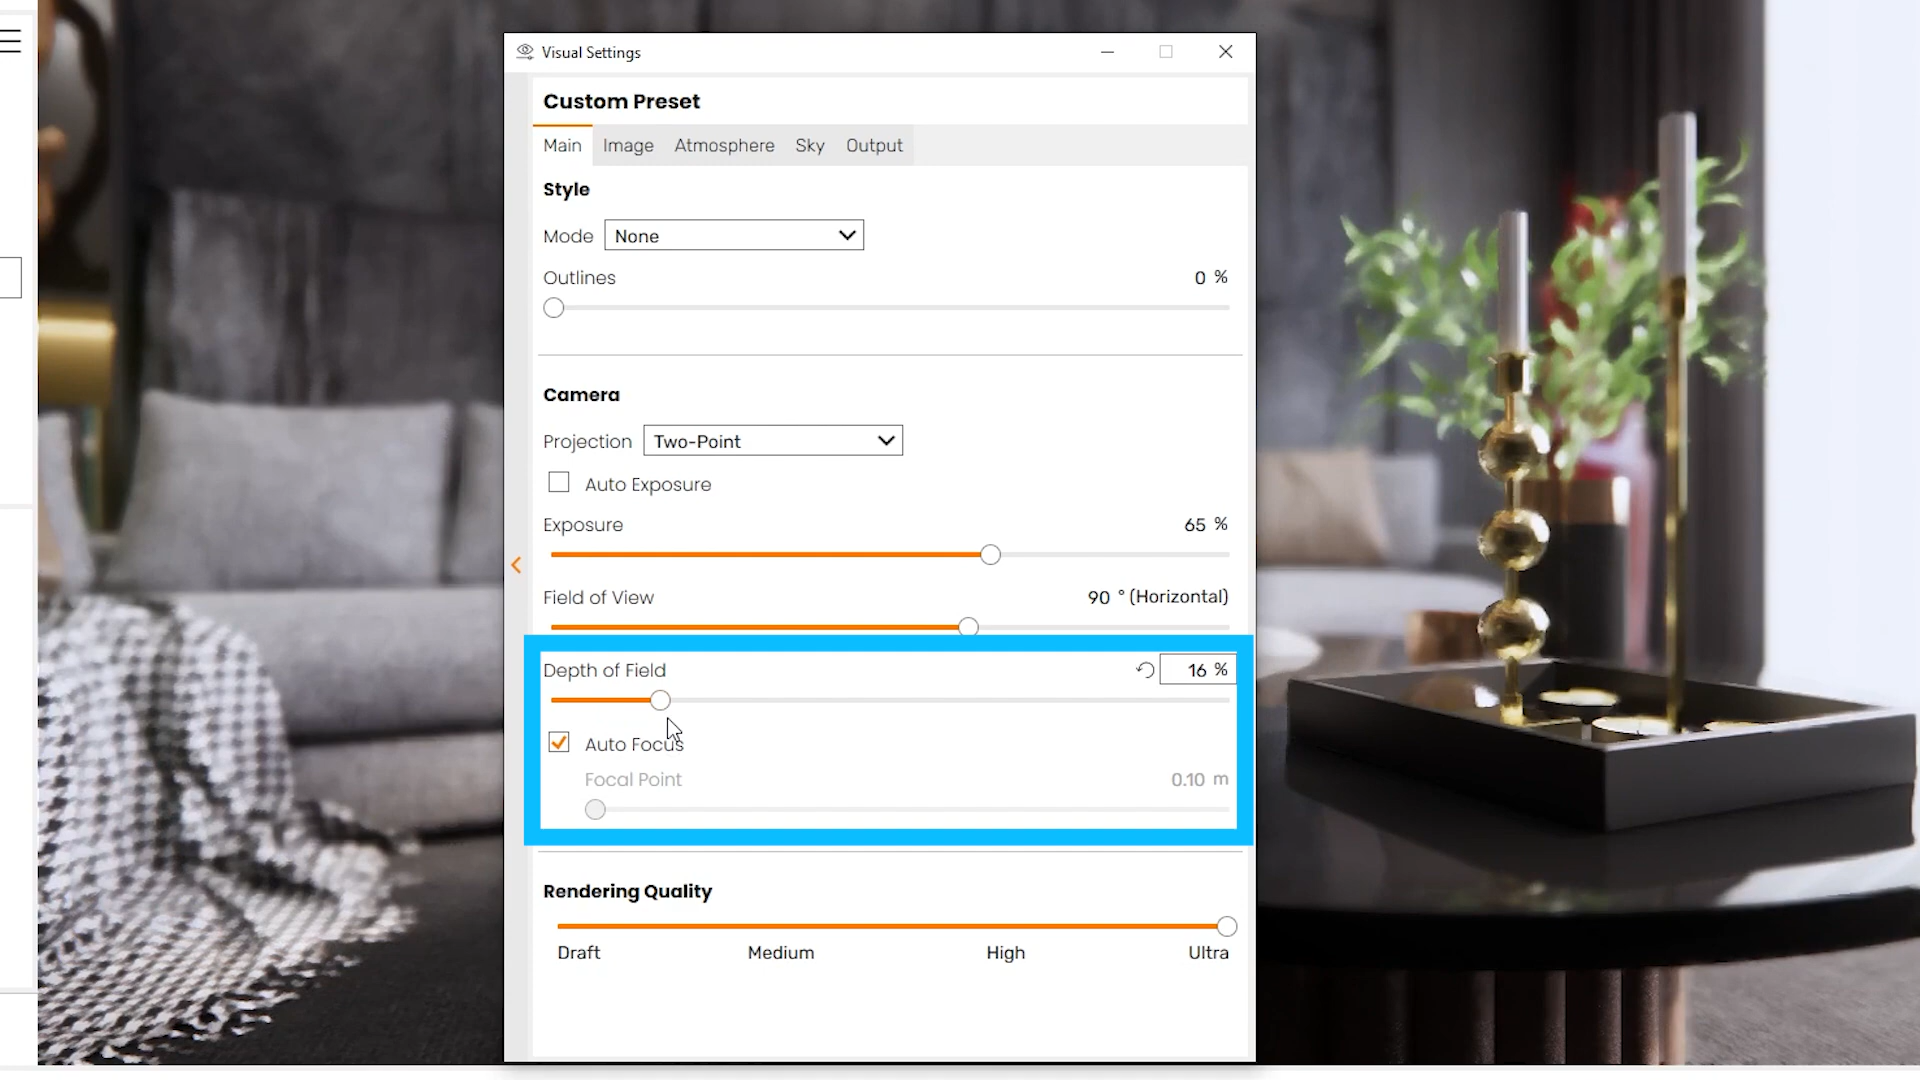 Visual Settings
Custom Preset
Main Image Atmosphere Sky Output
Style
Mode None
Outlines 0 %
Camera
Projection Two-Point
Auto Exposure
Exposure 65 %
Field of View 90 ° (Horizontal)
Depth of Field 16 %
Auto Focus
Focal Point 0.10 m
Rendering Quality
Draft Medium High Ultra